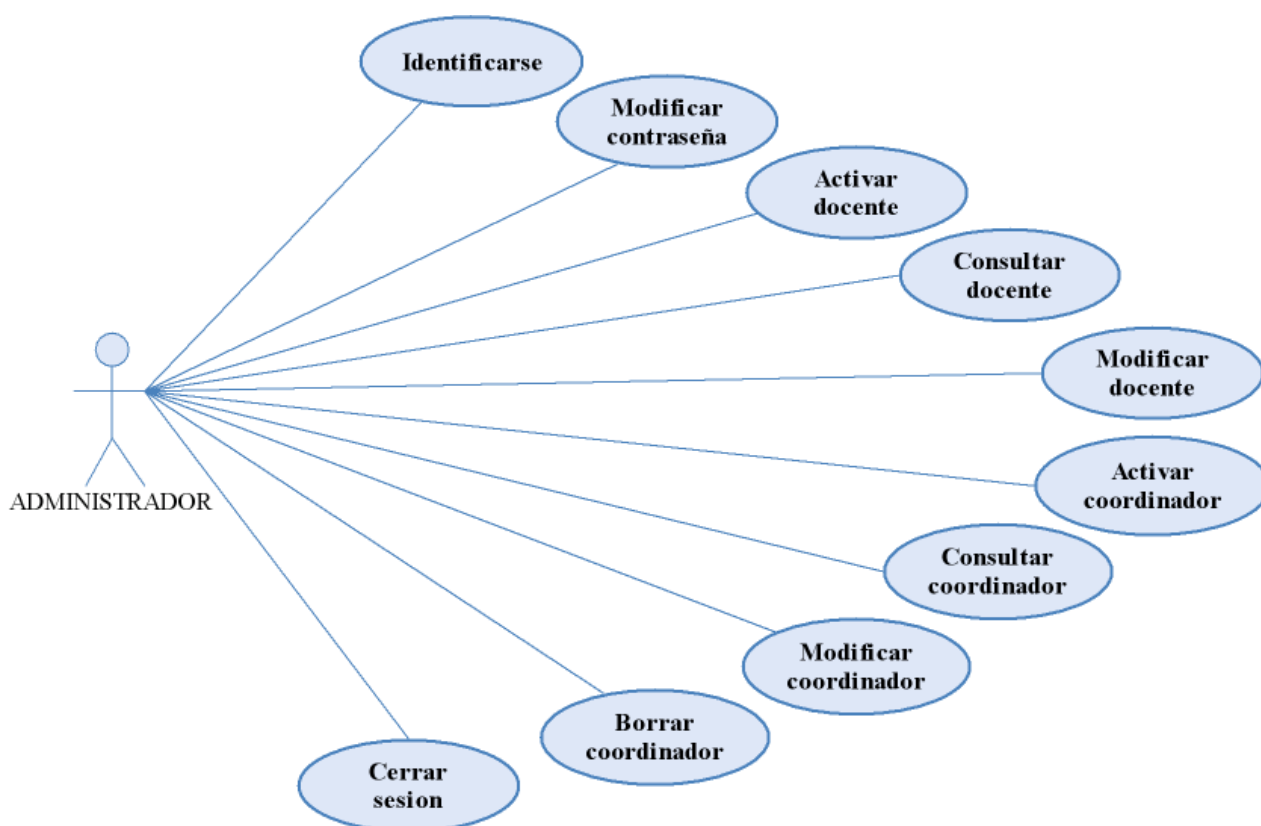 Identificarse
Modificar
contraseña
Activar
docente
Consultar
docente
Modificar
docente
ADMINISTRADOR
Activar
coordinador
Consultar
coordinador
Modificar
coordinador
Borrar
coordinador
Cerrar
sesion